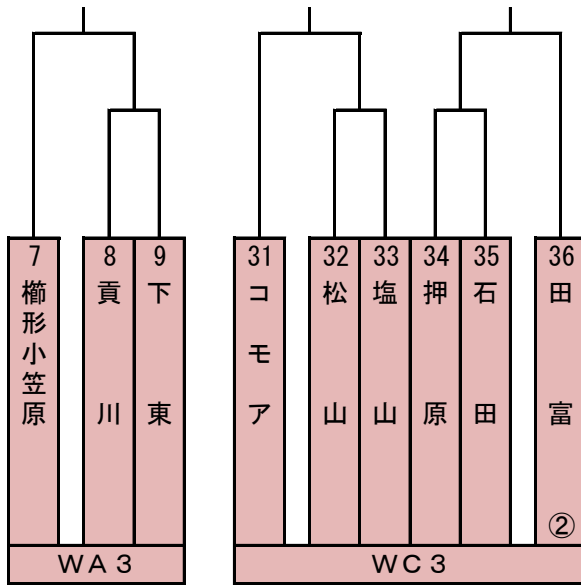 7 櫛形小笠原
8 貢川
9 下東
WA3
31 コモア
32 松山
33 塩山
34 押原
35 石田
36 田富 ②
WC3